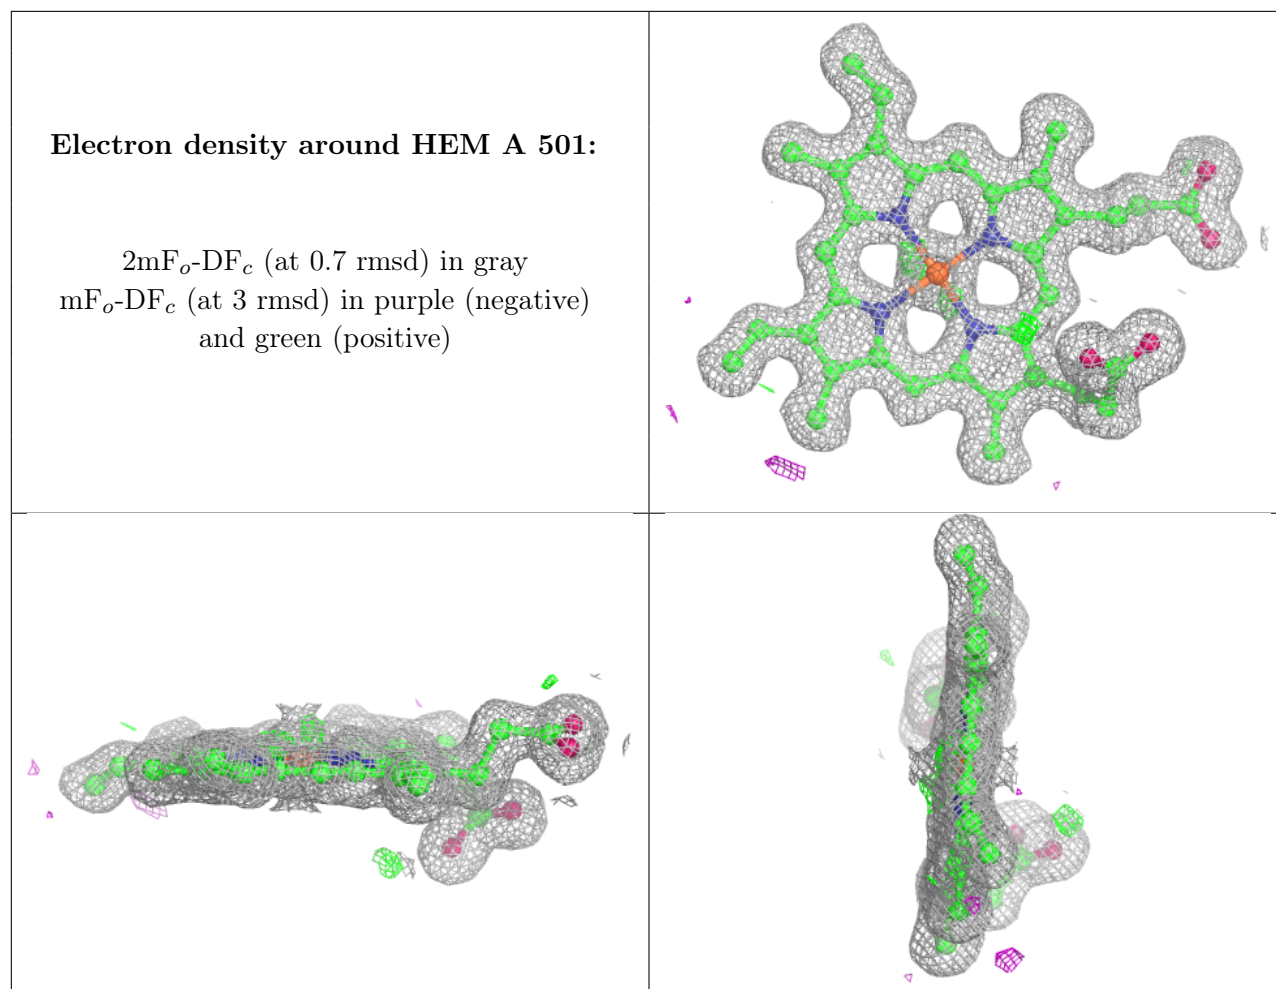 Electron density around HEM A 501:
2mFo-DFc (at 0.7 rmsd) in gray
mFo-DFc (at 3 rmsd) in purple (negative)
and green (positive)